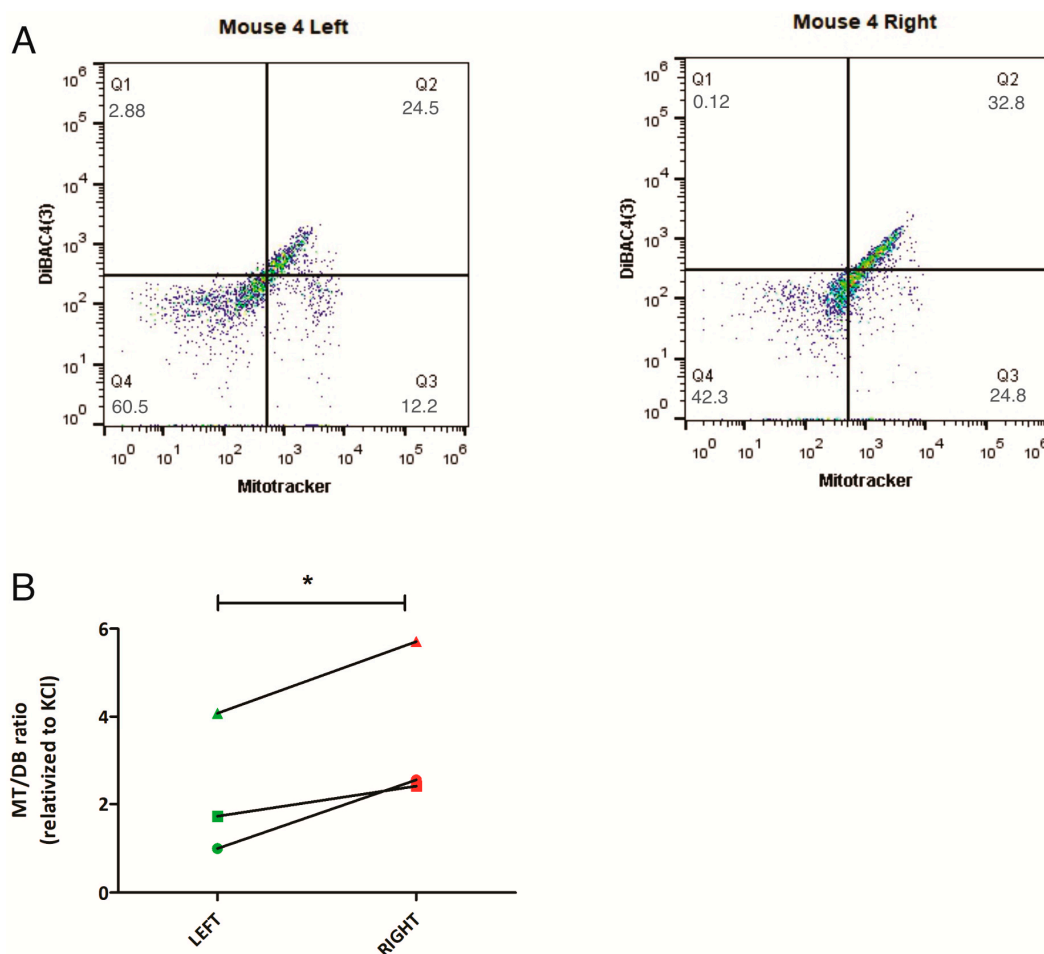 A
Mouse 4 Left
Mouse 4 Right
10^6
10^5
10^4
10^3
10^2
10^1
10^0
DiBAC4(3)
Q1
2.88
Q2
24.5
Q4
60.5
Q3
12.2
10^0 10^1 10^2 10^3 10^4 10^5 10^6
Mitotracker
10^6
10^5
10^4
10^3
10^2
10^1
10^0
DiBAC4(3)
Q1
0.12
Q2
32.8
Q4
42.3
Q3
24.8
10^0 10^1 10^2 10^3 10^4 10^5 10^6
Mitotracker
B
*
6
4
2
0
MT/DB ratio
(relativized to KCl)
LEFT
RIGHT